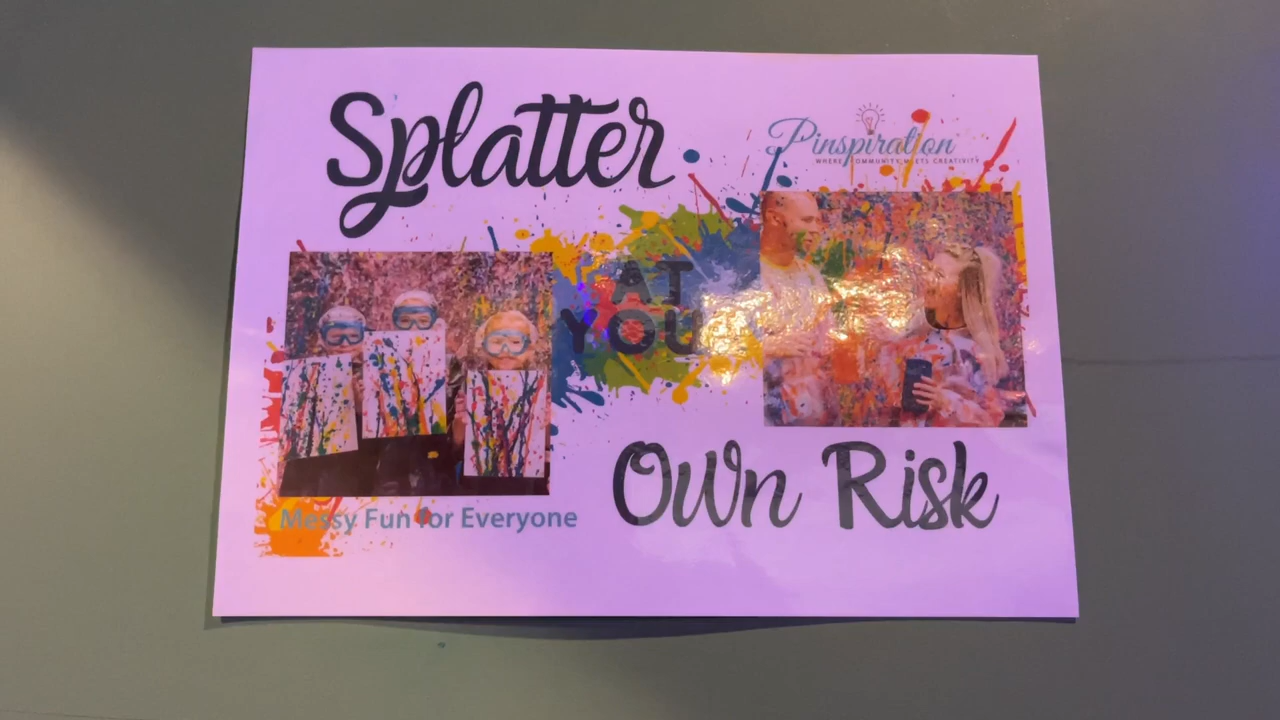 Splatter
Pinspiration
WHERE COMMUNITY MEETS CREATIVITY
AT
YOU
Own Risk
Messy Fun for Everyone